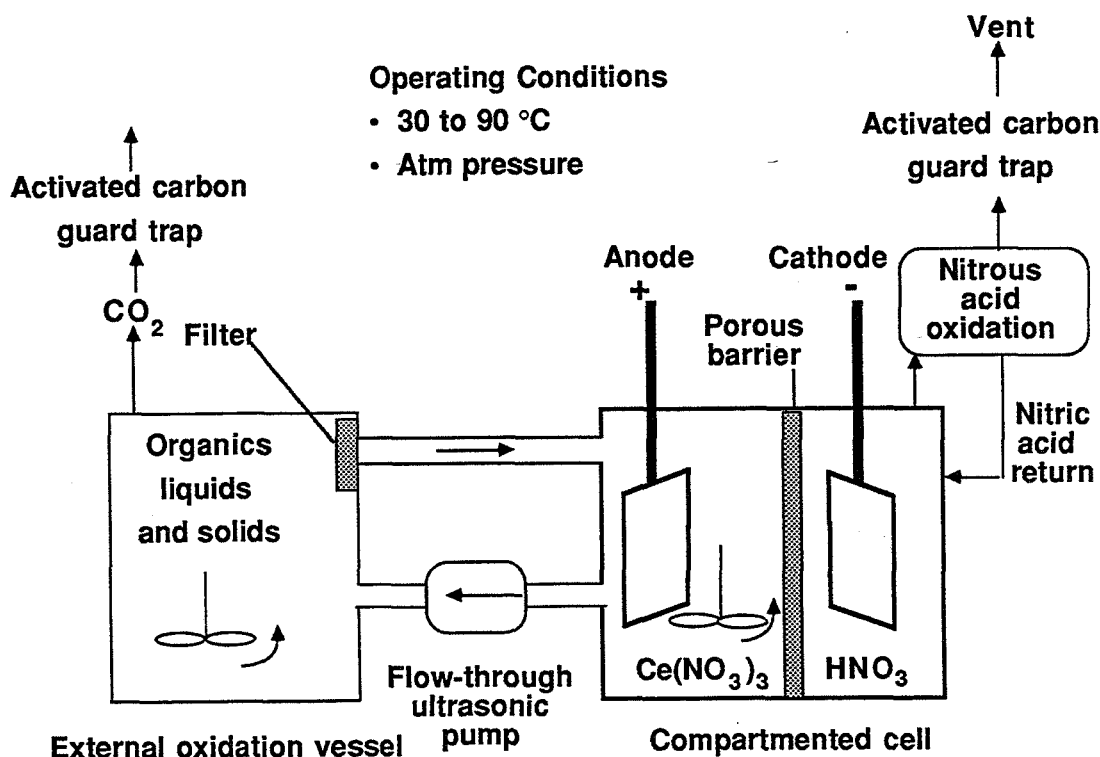 Vent
Operating Conditions
• 30 to 90 °C
• Atm pressure
Activated carbon
guard trap
Activated carbon
guard trap
CO2
Filter
Anode
+
Cathode
-
Porous
barrier
Nitrous
acid
oxidation
Nitric
acid
return
Organics
liquids
and solids
Ce(NO3)3
HNO3
Flow-through
ultrasonic
pump
External oxidation vessel
Compartmented cell